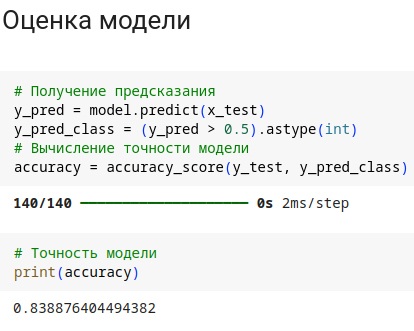 Оценка модели
# Получение предсказания
y_pred = model.predict(x_test)
y_pred_class = (y_pred > 0.5).astype(int)
# Вычисление точности модели
accuracy = accuracy_score(y_test, y_pred_class)
140/140 ━━━━━━━━━━━━━━━━━━━━ 0s 2ms/step
# Точность модели
print(accuracy)
0.838876404494382